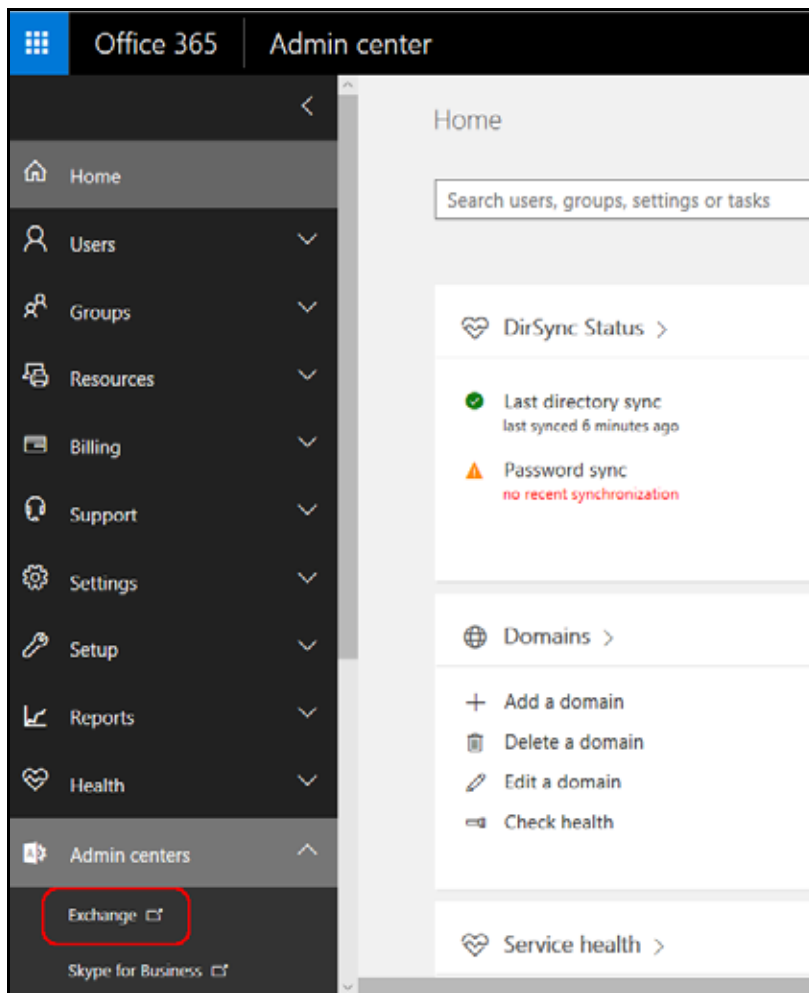 Office 365
Admin center
Home
Users
Groups
Resources
Billing
Support
Settings
Setup
Reports
Health
Admin centers
Exchange
Skype for Business
Home
Search users, groups, settings or tasks
DirSync Status >
Last directory sync
last synced 6 minutes ago
Password sync
no recent synchronization
Domains >
Add a domain
Delete a domain
Edit a domain
Check health
Service health >